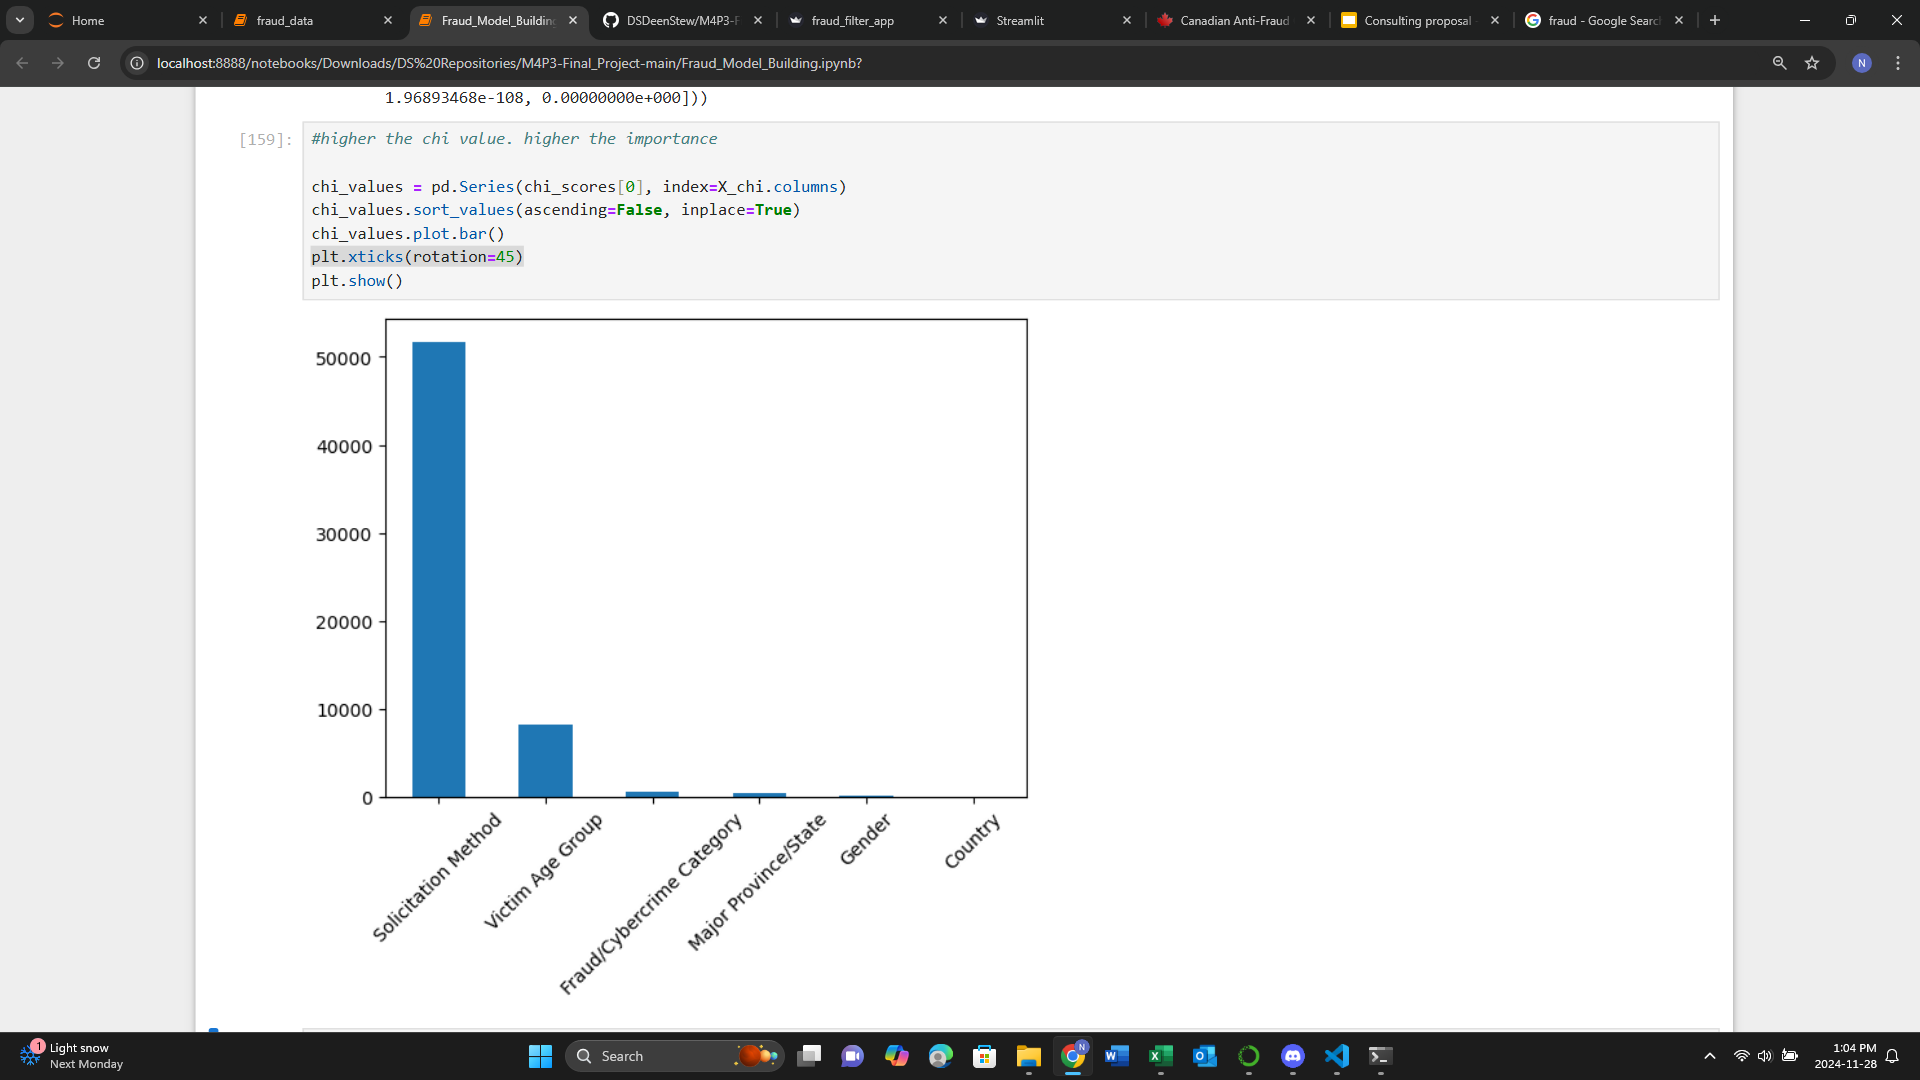 Home
fraud_data
Fraud_Model_Building
DSDeenStew/M4P3-F
fraud_filter_app
Streamlit
Canadian Anti-Fraud
Consulting proposal
fraud - Google Searc
localhost:8888/notebooks/Downloads/DS%20Repositories/M4P3-Final_Project-main/Fraud_Model_Building.ipynb?
N
1.96893468e-108, 0.00000000e+000]))
[159]:
#higher the chi value. higher the importance
chi_values = pd.Series(chi_scores[0], index=X_chi.columns)
chi_values.sort_values(ascending=False, inplace=True)
chi_values.plot.bar()
plt.xticks(rotation=45)
plt.show()
50000
40000
30000
20000
10000
0
Solicitation Method
Victim Age Group
Fraud/Cybercrime Category
Major Province/State
Gender
Country
1
Light snow
Next Monday
Search
N
1:04 PM
2024-11-28